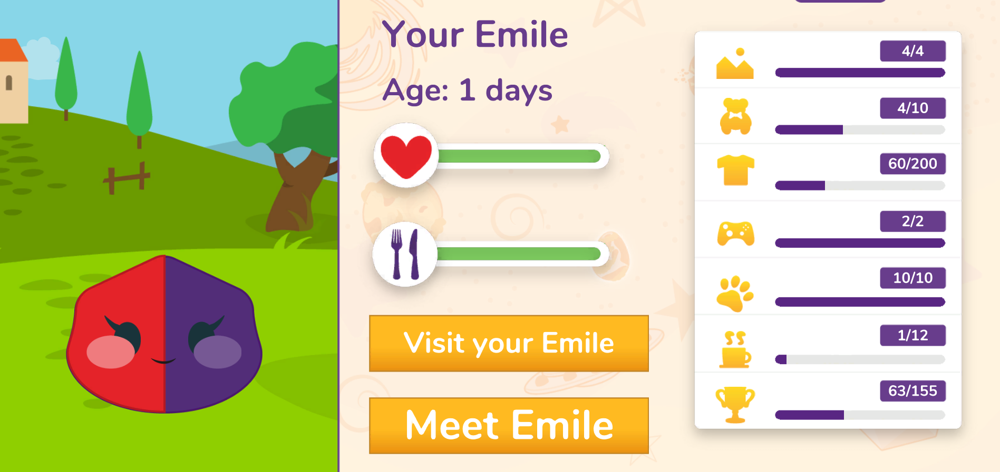 Your Emile
Age: 1 days
Visit your Emile
Meet Emile
4/4
4/10
60/200
2/2
10/10
1/12
63/155